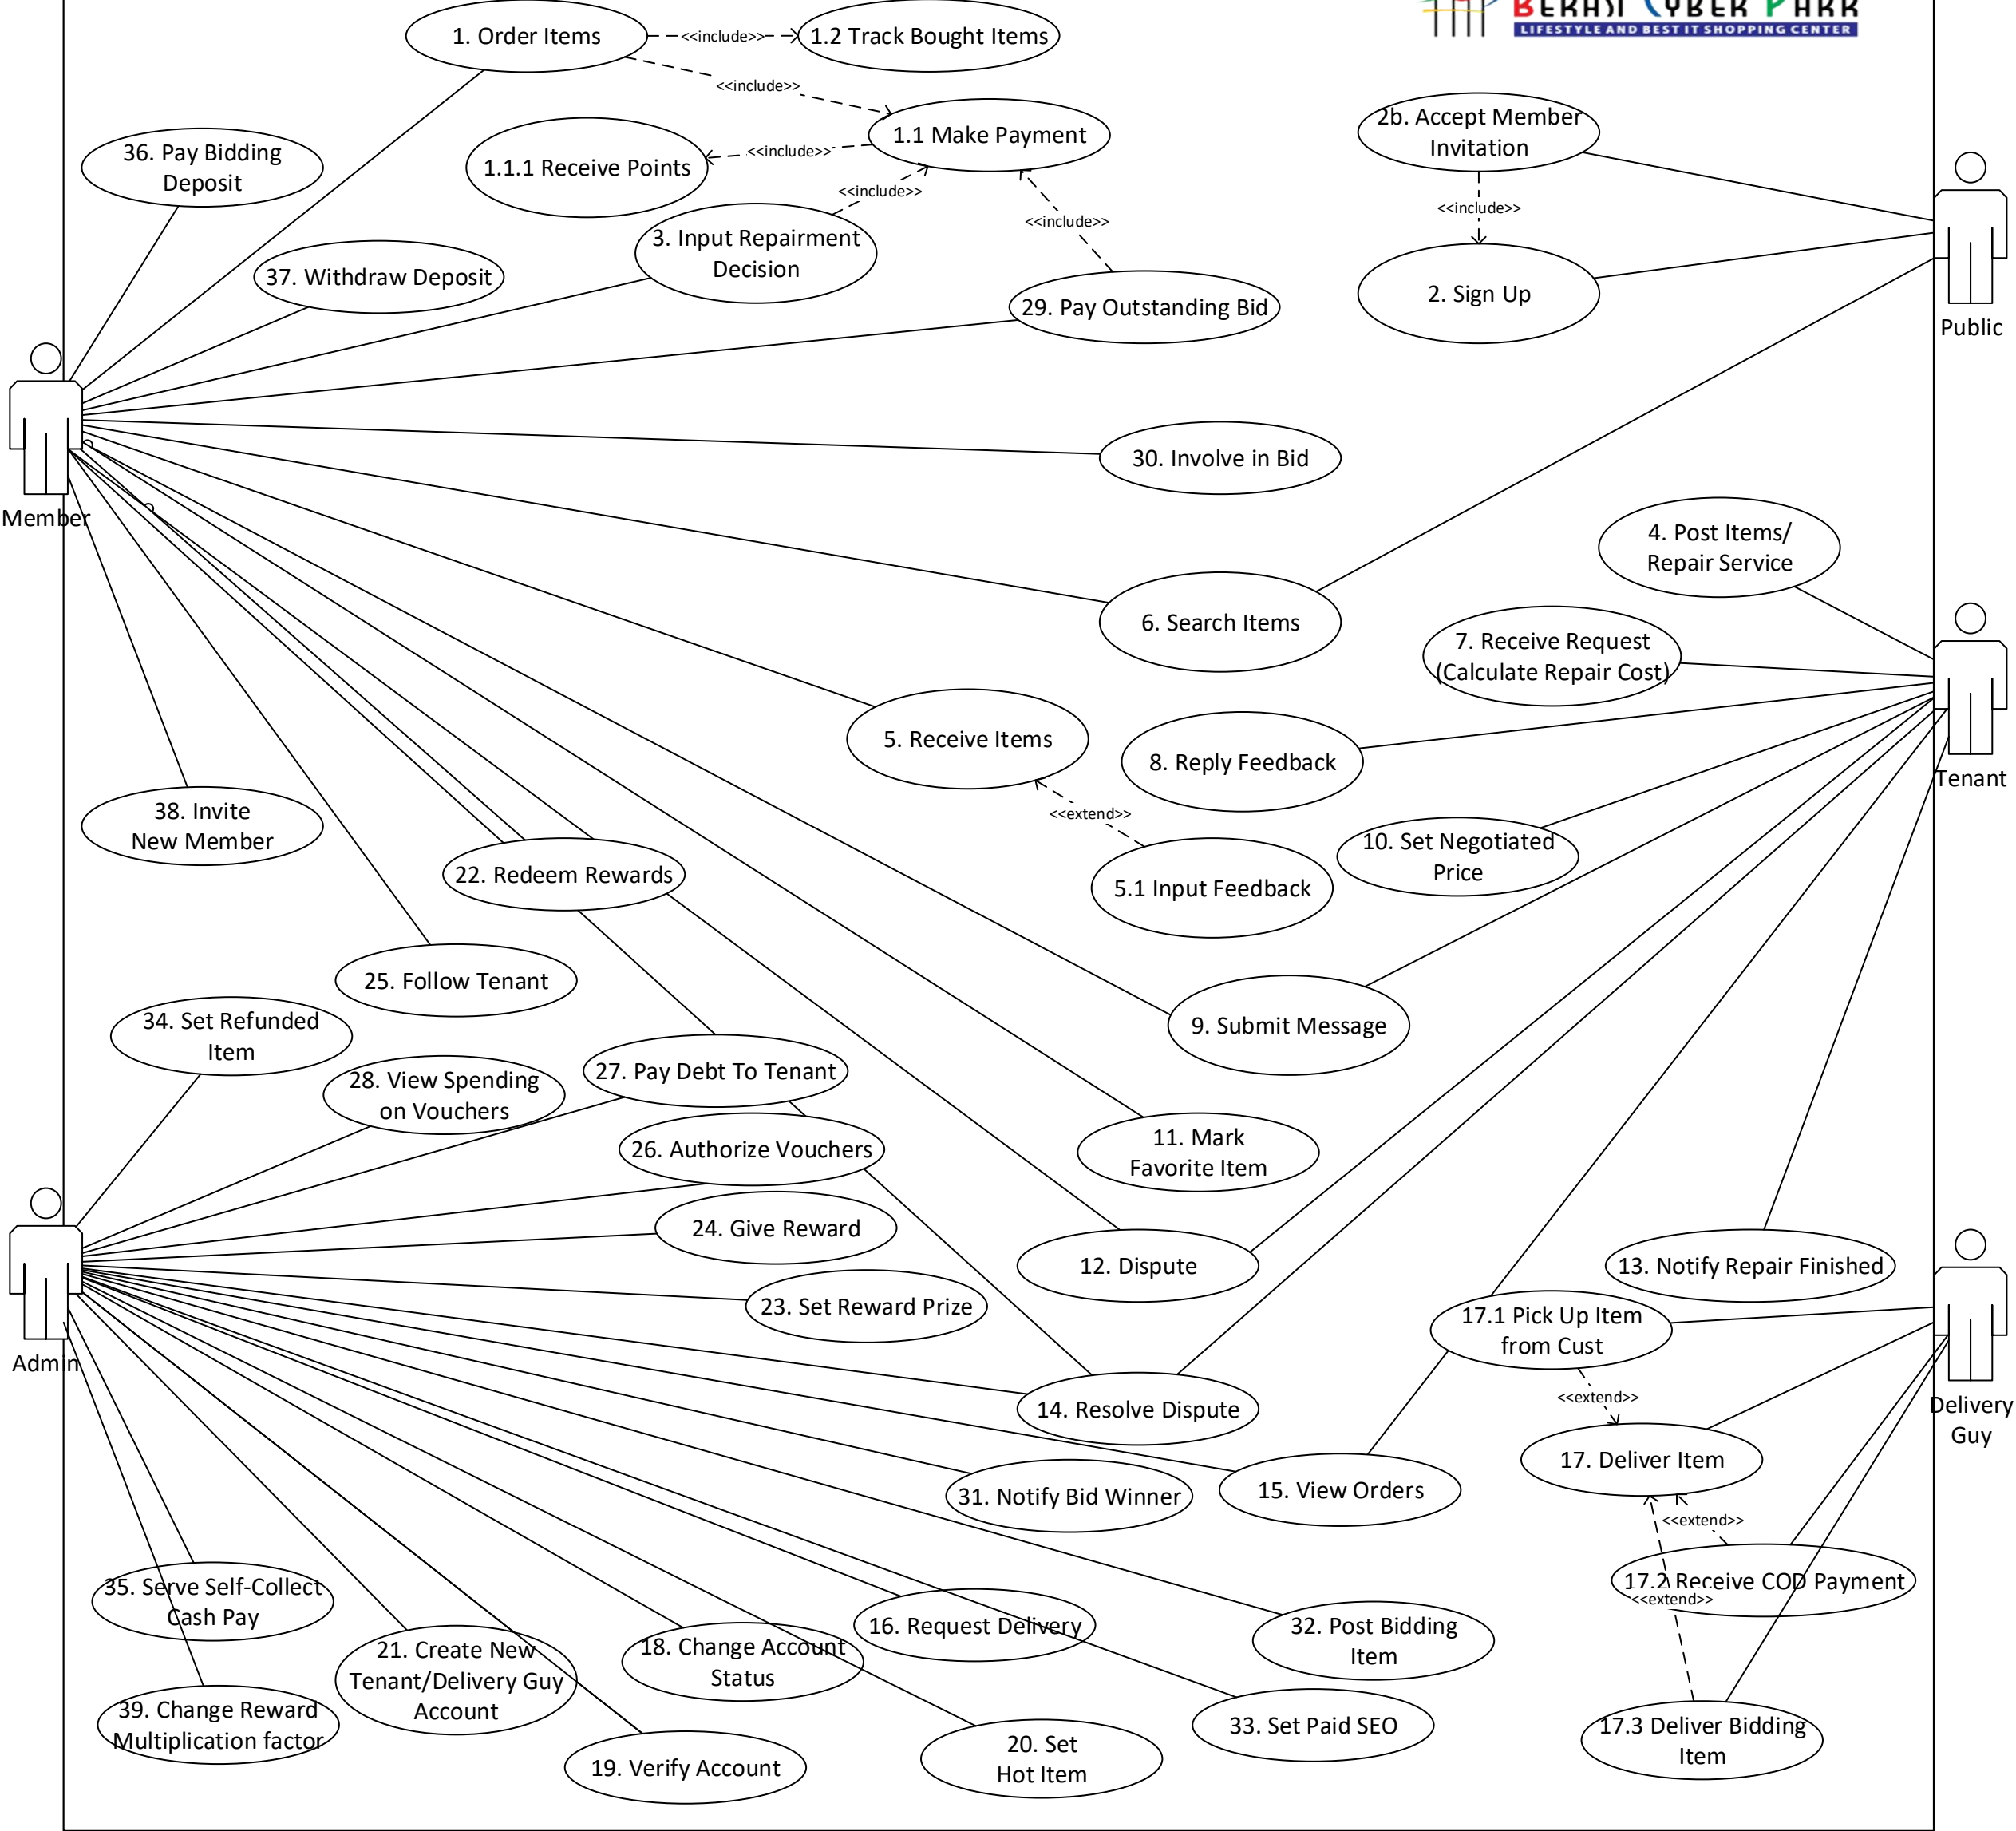 BEKASI CYBER PARK
LIFESTYLE AND BEST IT SHOPPING CENTER
1. Order Items
<<include>>
1.2 Track Bought Items
<<include>>
1.1 Make Payment
<<include>>
1.1.1 Receive Points
<<include>>
<<include>>
36. Pay Bidding
Deposit
37. Withdraw Deposit
3. Input Repairment
Decision
29. Pay Outstanding Bid
2b. Accept Member
Invitation
<<include>>
2. Sign Up
Public
Member
30. Involve in Bid
6. Search Items
4. Post Items/
Repair Service
7. Receive Request
(Calculate Repair Cost)
Tenant
5. Receive Items
8. Reply Feedback
<<extend>>
5.1 Input Feedback
10. Set Negotiated
Price
38. Invite
New Member
22. Redeem Rewards
25. Follow Tenant
9. Submit Message
34. Set Refunded
Item
28. View Spending
on Vouchers
27. Pay Debt To Tenant
26. Authorize Vouchers
11. Mark
Favorite Item
24. Give Reward
12. Dispute
13. Notify Repair Finished
23. Set Reward Prize
17.1 Pick Up Item
from Cust
Admin
<<extend>>
14. Resolve Dispute
Delivery
Guy
17. Deliver Item
31. Notify Bid Winner
15. View Orders
<<extend>>
17.2 Receive COD Payment
<<extend>>
35. Serve Self-Collect
Cash Pay
16. Request Delivery
32. Post Bidding
Item
21. Create New
Tenant/Delivery Guy
Account
18. Change Account
Status
39. Change Reward
Multiplication factor
33. Set Paid SEO
17.3 Deliver Bidding
Item
19. Verify Account
20. Set
Hot Item